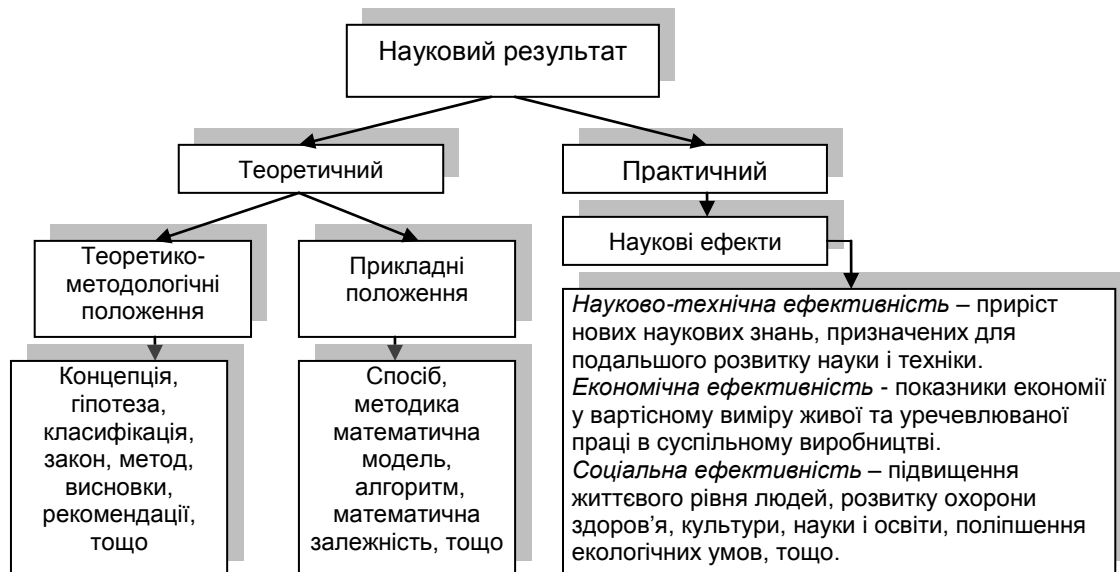 Науковий результат
Теоретичний
Практичний
Теоретико-
методологічні
положення
Прикладні
положення
Наукові ефекти
Концепція,
гіпотеза,
класифікація,
закон, метод,
висновки,
рекомендації,
тощо
Спосіб,
методика
математична
модель,
алгоритм,
математична
залежність, тощо
Науково-технічна ефективність – приріст
нових наукових знань, призначених для
подальшого розвитку науки і техніки.
Економічна ефективність - показники економії
у вартісному виміру живої та уречевлюваної
праці в суспільному виробництві.
Соціальна ефективність – підвищення
життєвого рівня людей, розвитку охорони
здоров’я, культури, науки і освіти, поліпшення
екологічних умов, тощо.